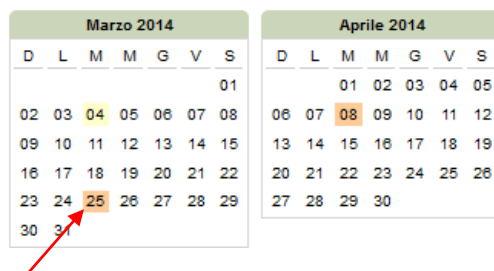 Marzo 2014
D L M M G V S
01
02 03 04 05 06 07 08
09 10 11 12 13 14 15
16 17 18 19 20 21 22
23 24 25 26 27 28 29
30 31
Aprile 2014
D L M M G V S
01 02 03 04 05
06 07 08 09 10 11 12
13 14 15 16 17 18 19
20 21 22 23 24 25 26
27 28 29 30